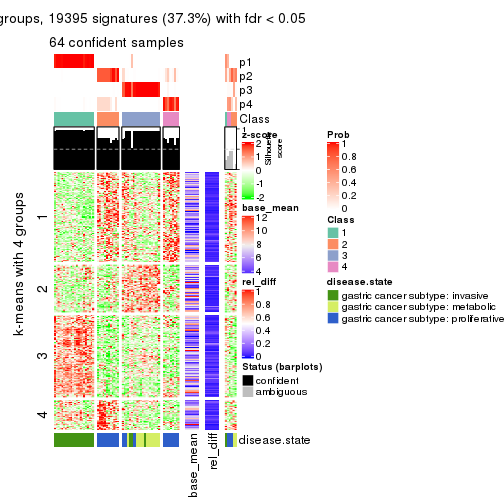 groups, 19395 signatures (37.3%) with fdr < 0.05
64 confident samples
p1
p2
p3
p4
Class
1
Silhouette
score
k-means with 4 groups
1
2
3
4
base_mean
rel_diff
disease.state
z-score
2
1
0
-1
-2
base_mean
12
10
8
6
4
rel_diff
1
0.8
0.6
0.4
0.2
0
Status (barplots)
confident
ambiguous
Prob
1
0.8
0.6
0.4
0.2
0
Class
1
2
3
4
disease.state
gastric cancer subtype: invasive
gastric cancer subtype: metabolic
gastric cancer subtype: proliferative